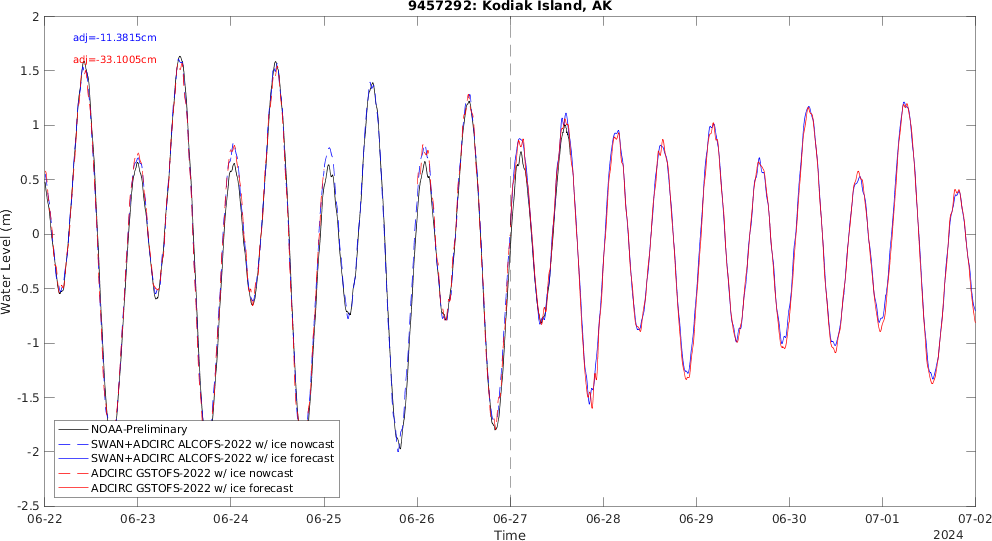 9457292: Kodiak Island, AK
adj=-11.3815cm
adj=-33.1005cm
Water Level (m)
2
1.5
1
0.5
0
-0.5
-1
-1.5
-2
-2.5
NOAA-Preliminary
SWAN+ADCIRC ALCOFS-2022 w/ ice nowcast
SWAN+ADCIRC ALCOFS-2022 w/ ice forecast
ADCIRC GSTOFS-2022 w/ ice nowcast
ADCIRC GSTOFS-2022 w/ ice forecast
06-22 06-23 06-24 06-25 06-26 06-27 06-28 06-29 06-30 07-01 07-02
Time
2024